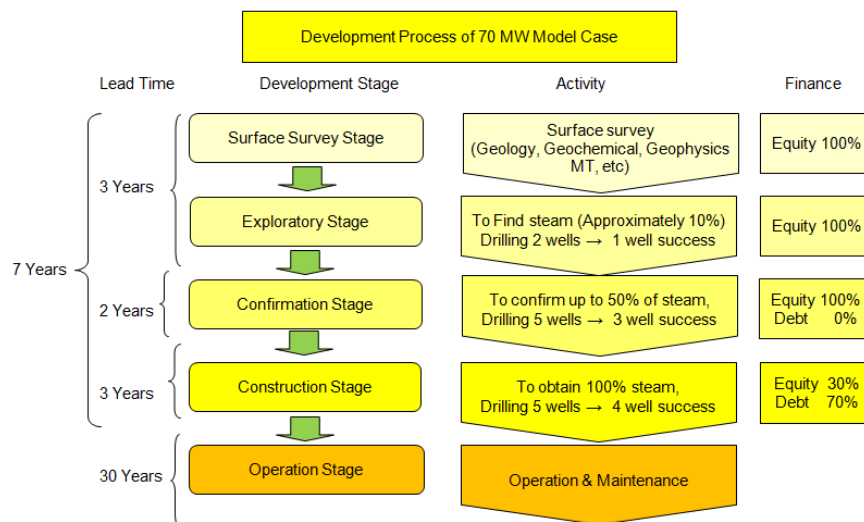 Development Process of 70 MW Model Case
Lead Time Development Stage Activity Finance
Surface Survey Stage
Surface survey
(Geology, Geochemical, Geophysics
MT, etc)
Equity 100%
3 Years
Exploratory Stage
To Find steam (Approximately 10%)
Drilling 2 wells → 1 well success
Equity 100%
7 Years
2 Years
Confirmation Stage
To confirm up to 50% of steam,
Drilling 5 wells → 3 well success
Equity 100%
Debt 0%
3 Years
Construction Stage
To obtain 100% steam,
Drilling 5 wells → 4 well success
Equity 30%
Debt 70%
30 Years
Operation Stage
Operation & Maintenance